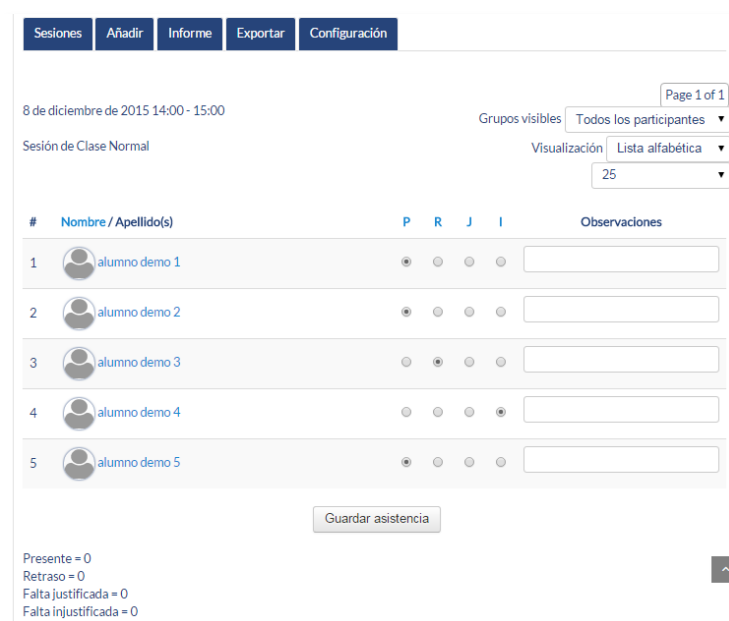 Sesiones Añadir Informe Exportar Configuración
Page 1 of 1
8 de diciembre de 2015 14:00 - 15:00
Grupos visibles Todos los participantes
Sesión de Clase Normal
Visualización Lista alfabética
25
# Nombre / Apellido(s) P R J I Observaciones
1 alumno demo 1
2 alumno demo 2
3 alumno demo 3
4 alumno demo 4
5 alumno demo 5
Guardar asistencia
Presente = 0
Retraso = 0
Falta justificada = 0
Falta injustificada = 0